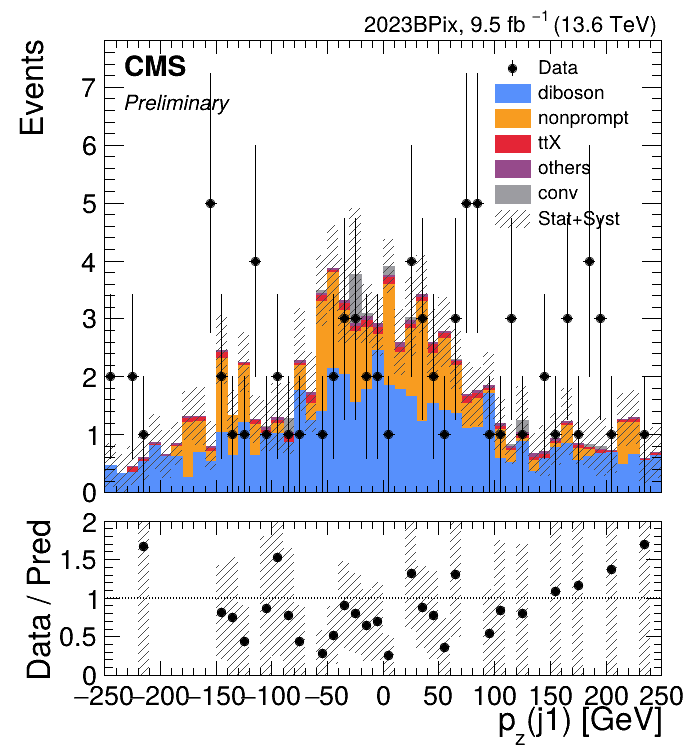 2023BPix, 9.5 fb⁻¹ (13.6 TeV)
Events
CMS
Preliminary
Data
diboson
nonprompt
ttX
others
conv
Stat+Syst
7
6
5
4
3
2
1
0
Data / Pred
2
1.5
1
0.5
0
−250 −200 −150 −100 −50 0 50 100 150 200 250
p_z(j1) [GeV]